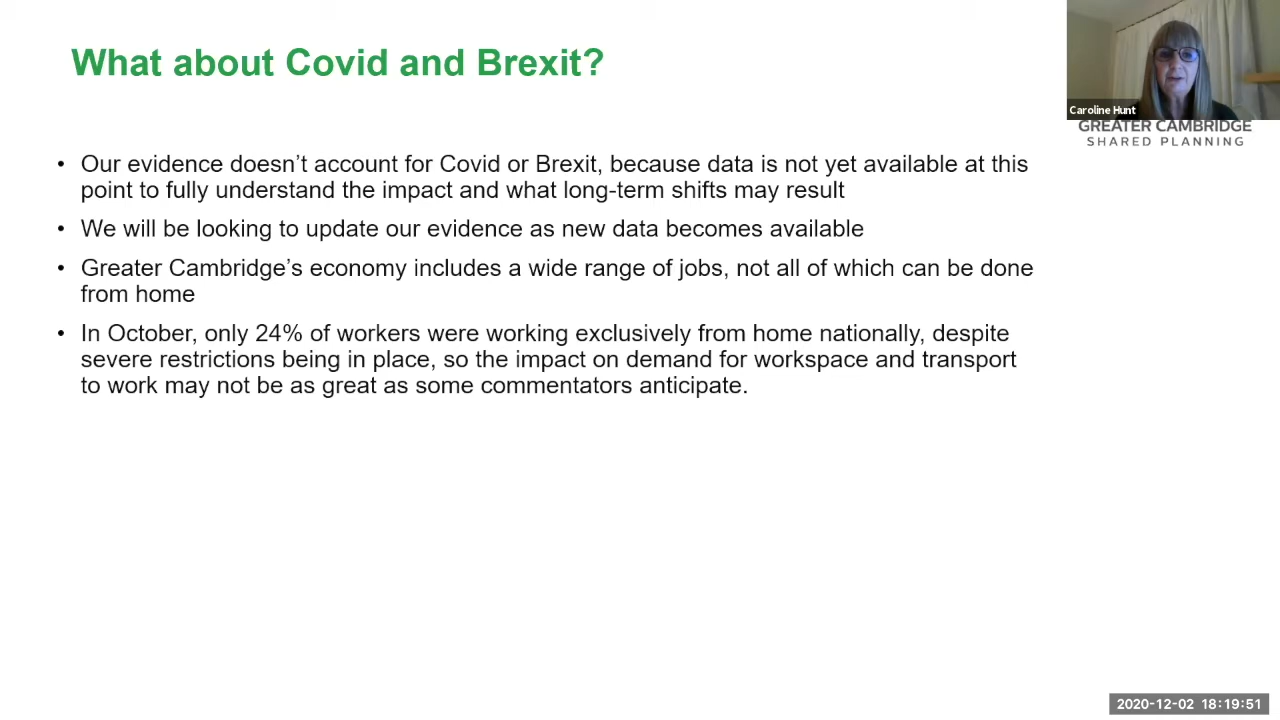 What about Covid and Brexit?
Caroline Hunt
GREATER CAMBRIDGE
SHARED PLANNING
• Our evidence doesn’t account for Covid or Brexit, because data is not yet available at this
point to fully understand the impact and what long-term shifts may result
• We will be looking to update our evidence as new data becomes available
• Greater Cambridge’s economy includes a wide range of jobs, not all of which can be done
from home
• In October, only 24% of workers were working exclusively from home nationally, despite
severe restrictions being in place, so the impact on demand for workspace and transport
to work may not be as great as some commentators anticipate.
2020-12-02 18:19:51